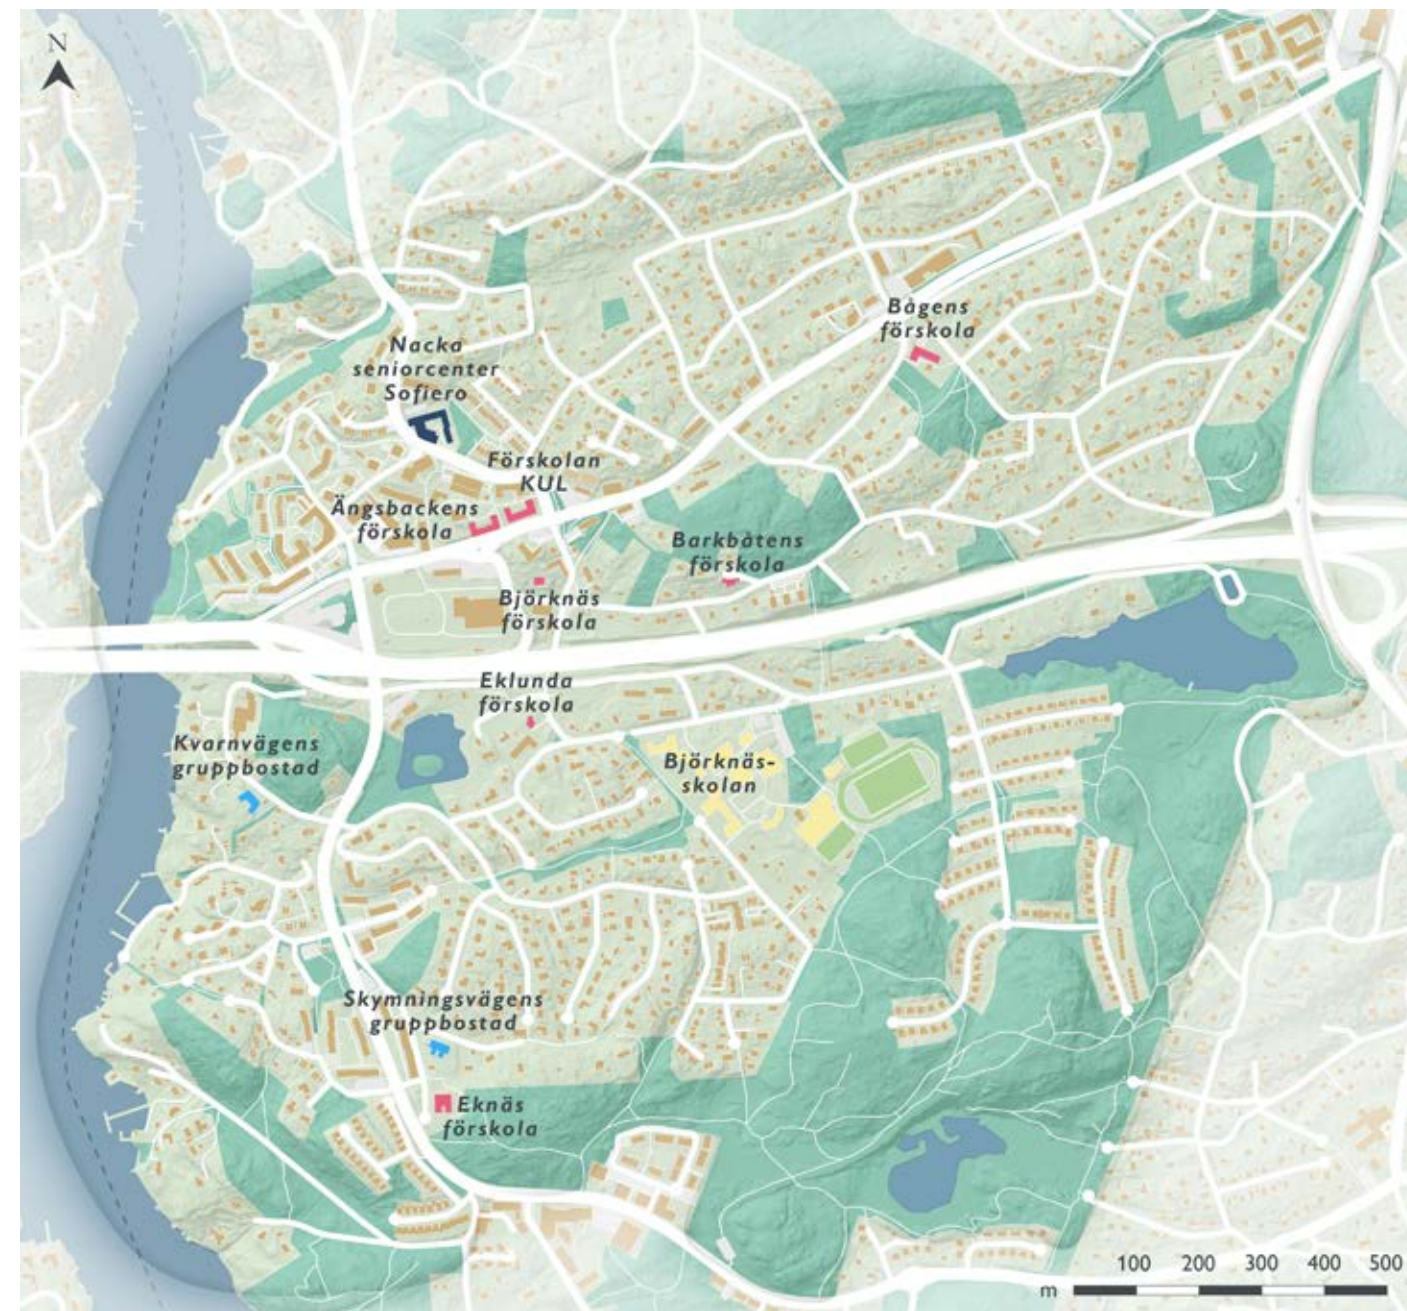 N
Bågens
förskola
Nacka
seniorcenter
Sofiero
Förskolan
KUL
Ängsbackens
förskola
Barkbåtens
förskola
Björknäs
förskola
Eklunda
förskola
Kvarnvägens
gruppbostad
Björknäs-
skolan
Skymningsvägens
gruppbostad
Eknäs
förskola
100 200 300 400 500
m